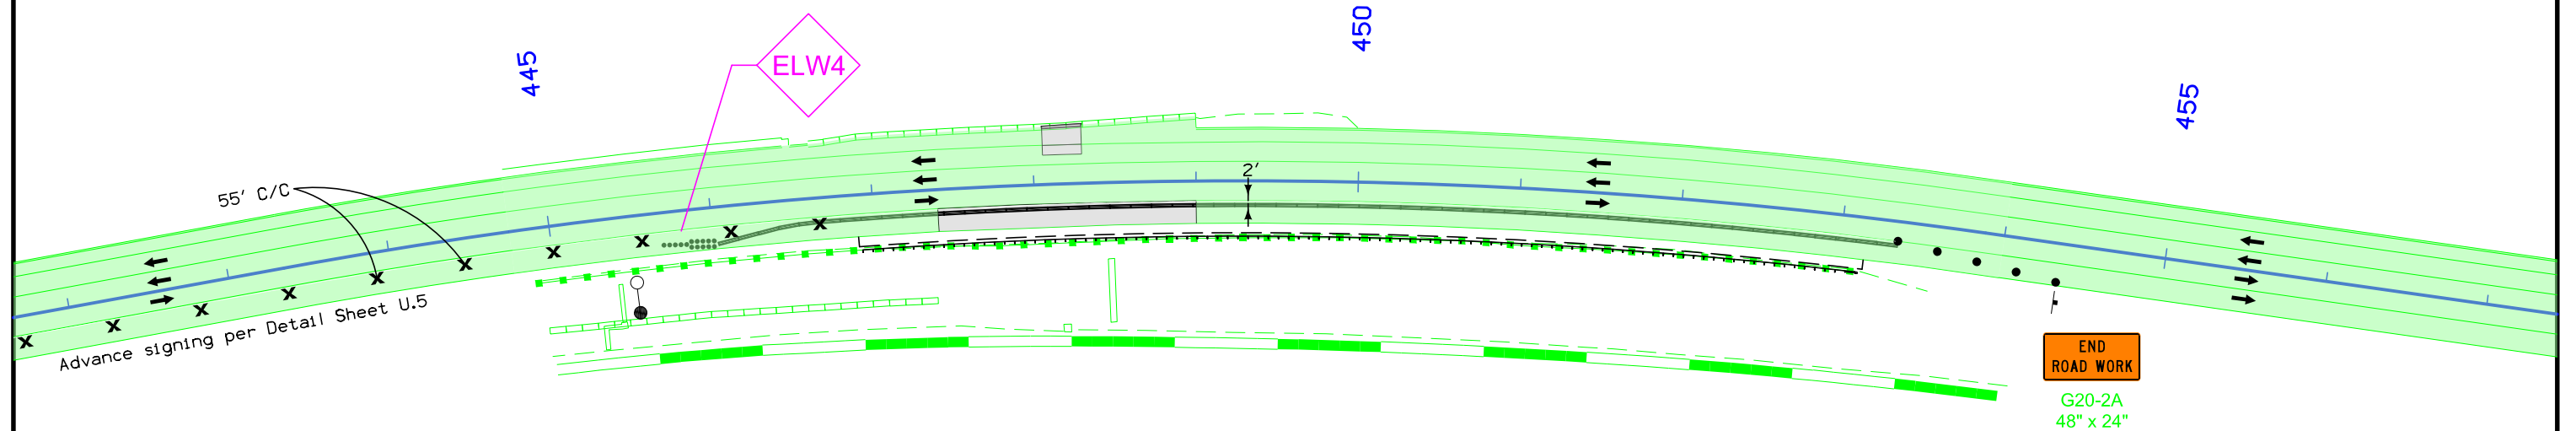 445
ELW4
450
455
2'
55' C/C
Advance signing per Detail Sheet U.5
END
ROAD WORK
G20-2A
48" x 24"